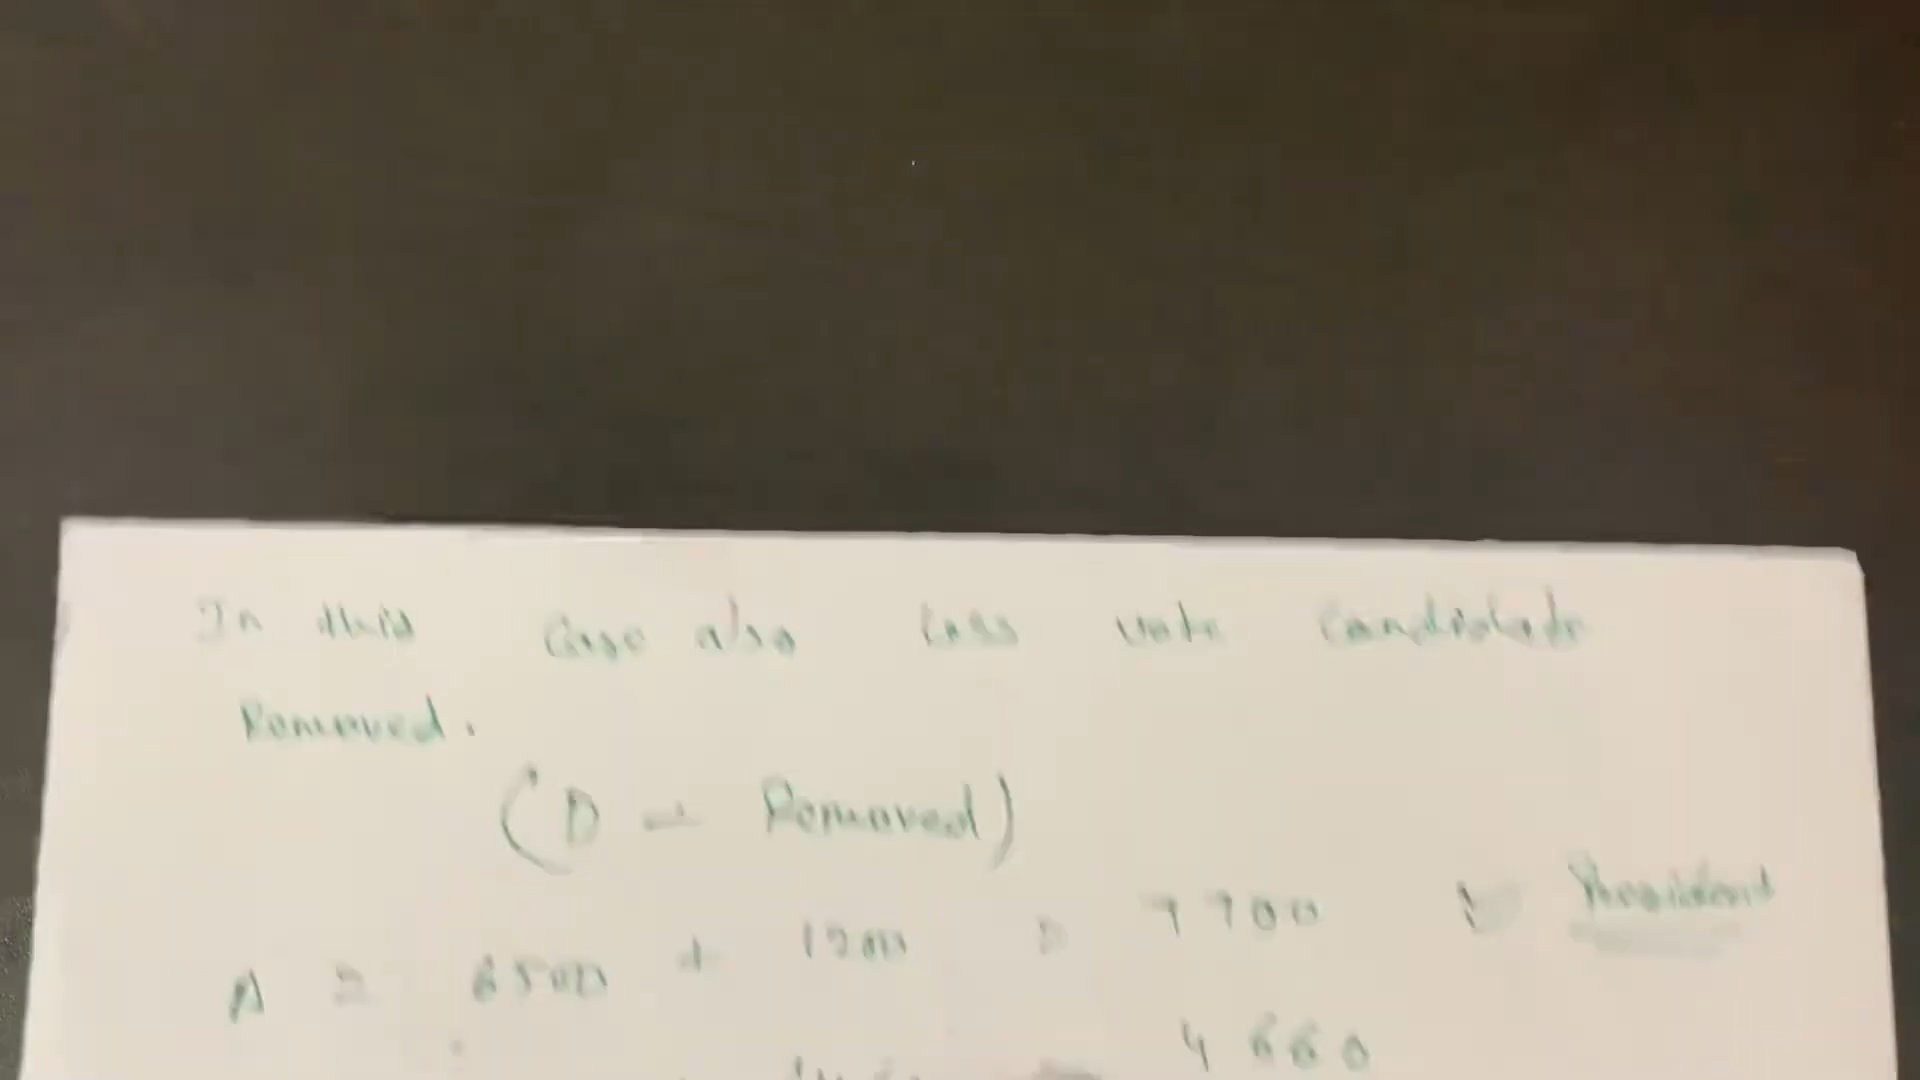 In this Case also Less Vote Candidate
Removed.
(D - Removed)
A = 6500 + 1200 = 7700 President
4660